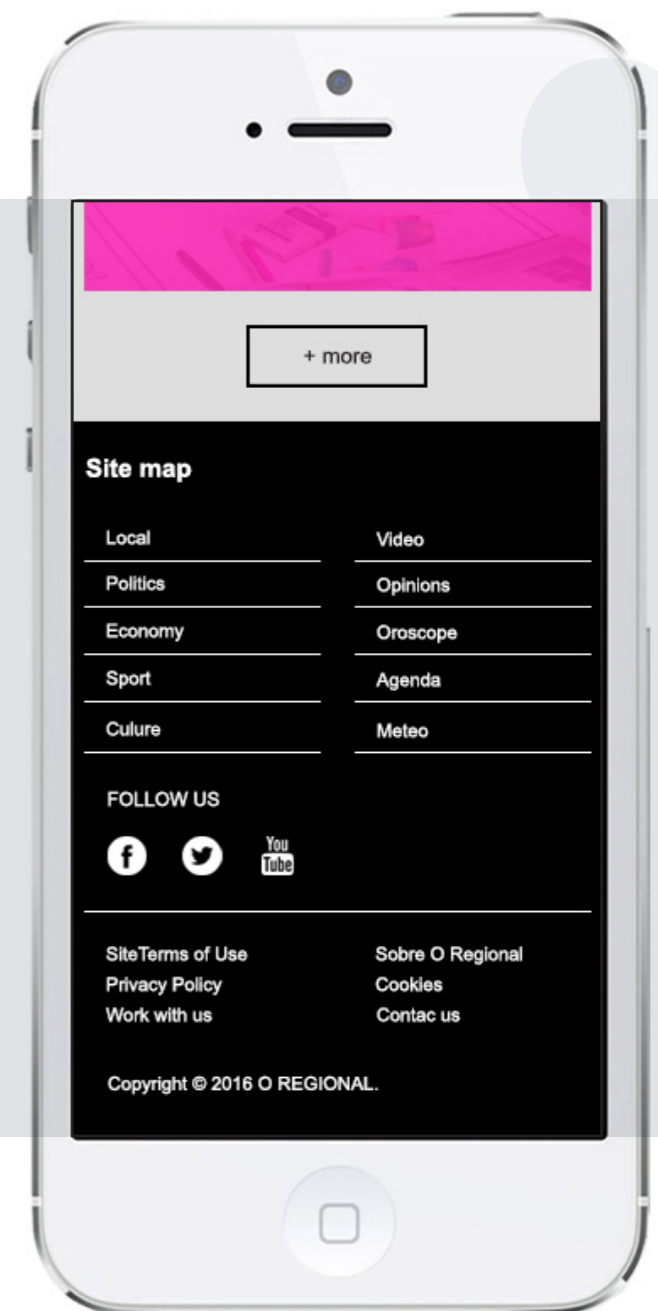 + more
Site map
Local
Politics
Economy
Sport
Culure
Video
Opinions
Oroscope
Agenda
Meteo
FOLLOW US
f
You
Tube
SiteTerms of Use
Privacy Policy
Work with us
Sobre O Regional
Cookies
Contac us
Copyright © 2016 O REGIONAL.